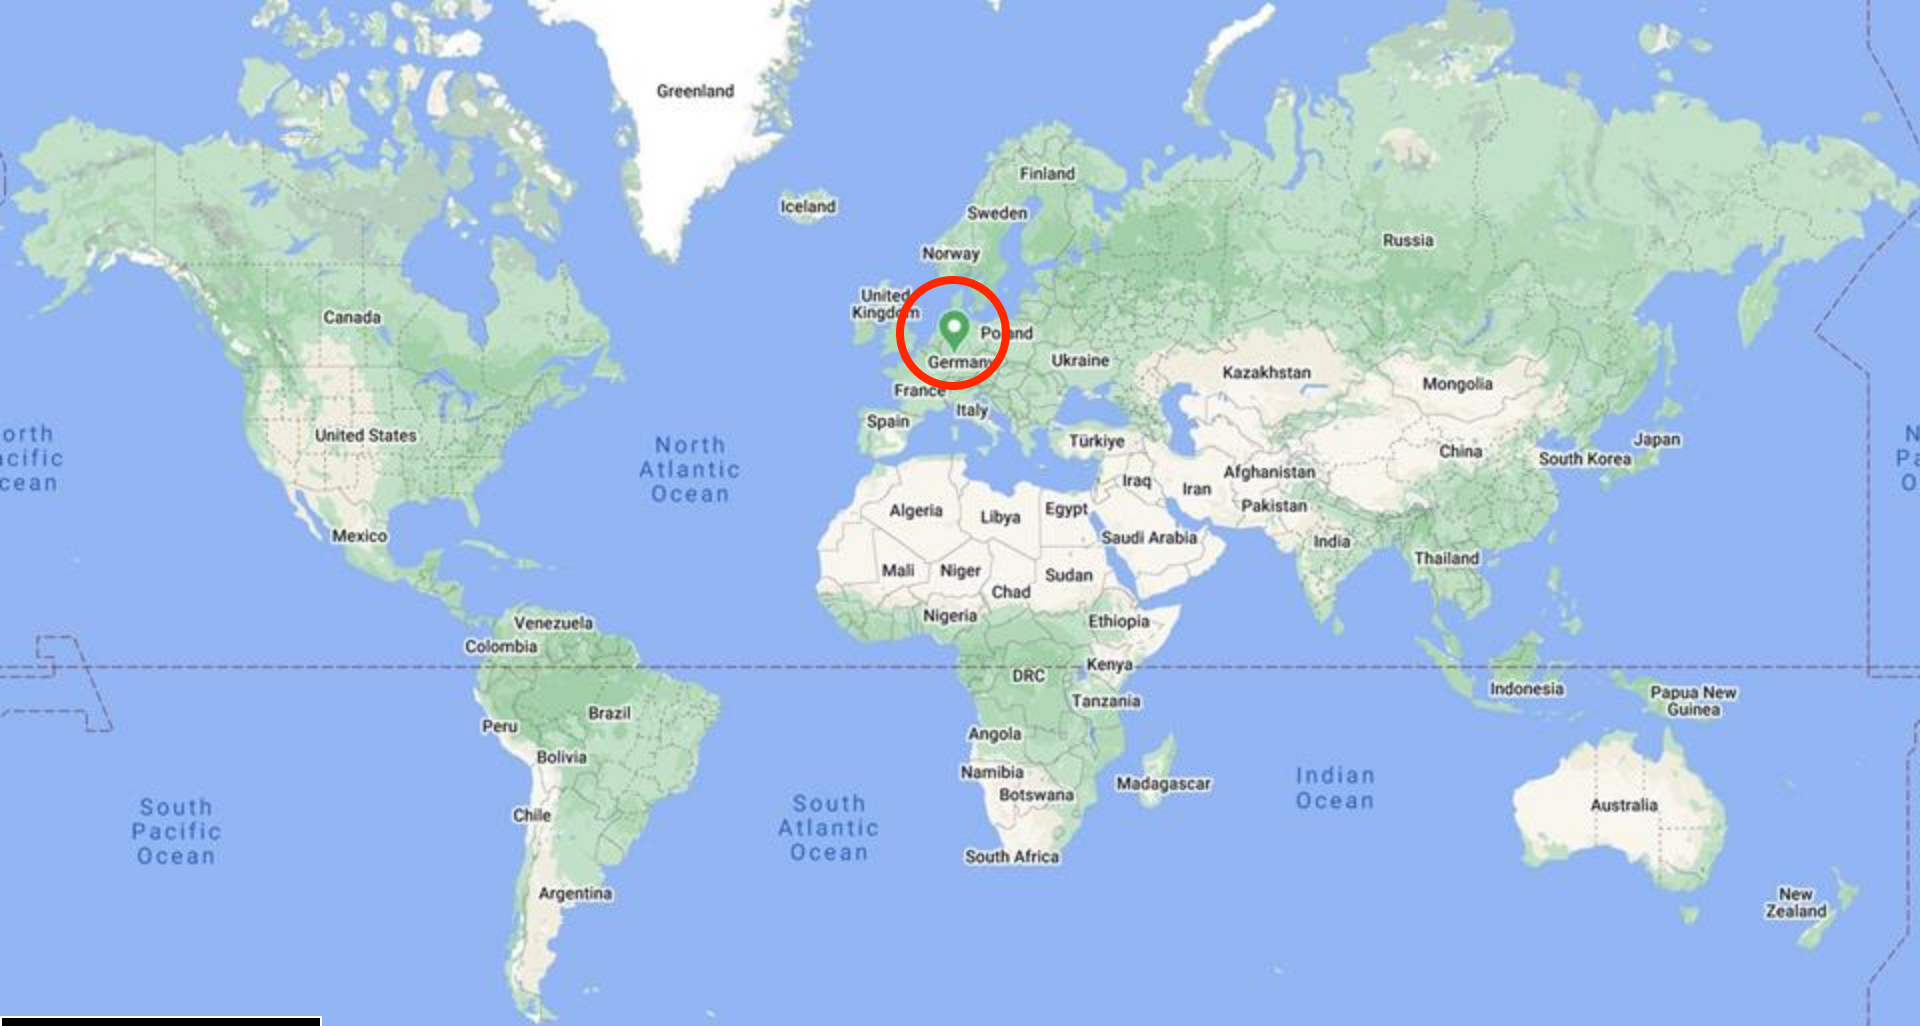 Greenland
Finland
Iceland
Sweden
Russia
Norway
United
Kingdom
Canada
Poland
Germany
Ukraine
Kazakhstan
Mongolia
France
Italy
Spain
United States
North
Atlantic
Ocean
Türkiye
Japan
China
South Korea
orth
acific
cean
N
Pa
O
Afghanistan
Iraq
Iran
Pakistan
Algeria
Libya
Egypt
Mexico
Saudi Arabia
India
Thailand
Mali
Niger
Sudan
Chad
Nigeria
Ethiopia
Venezuela
Colombia
Kenya
DRC
Indonesia
Papua New
Guinea
Tanzania
Brazil
Peru
Angola
Bolivia
Namibia
Madagascar
Botswana
Indian
Ocean
Australia
South
Pacific
Ocean
South
Atlantic
Ocean
Chile
South Africa
Argentina
New
Zealand